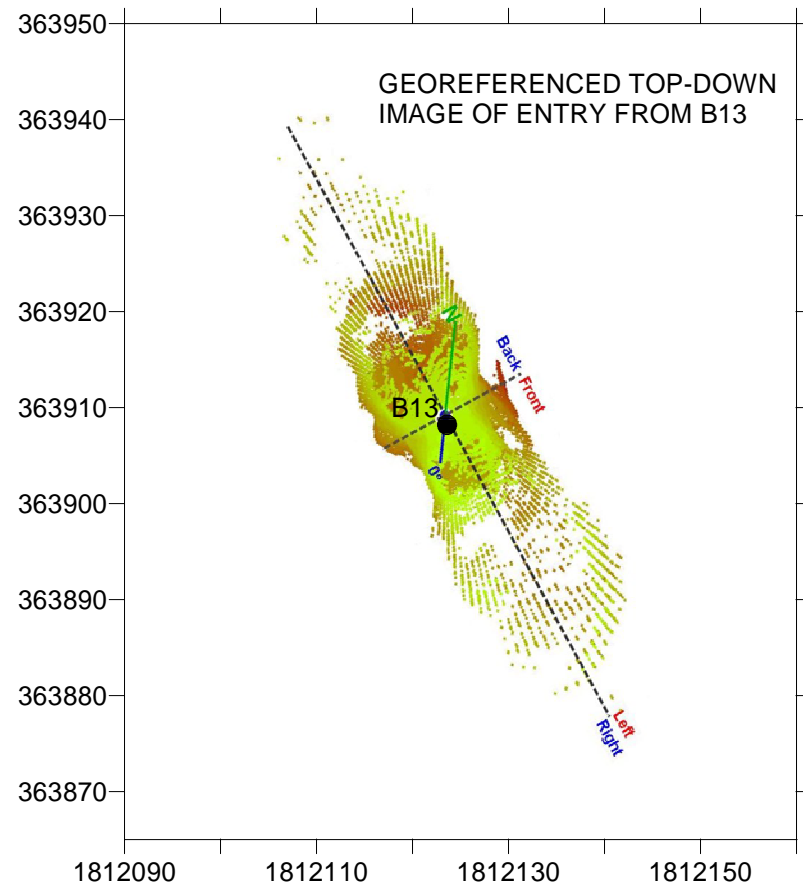 363950
GEOREFERENCED TOP-DOWN
IMAGE OF ENTRY FROM B13
363940
363930
363920
N
Back
Front
363910
B13
0°
363900
363890
363880
Left
Right
363870
1812090 1812110 1812130 1812150